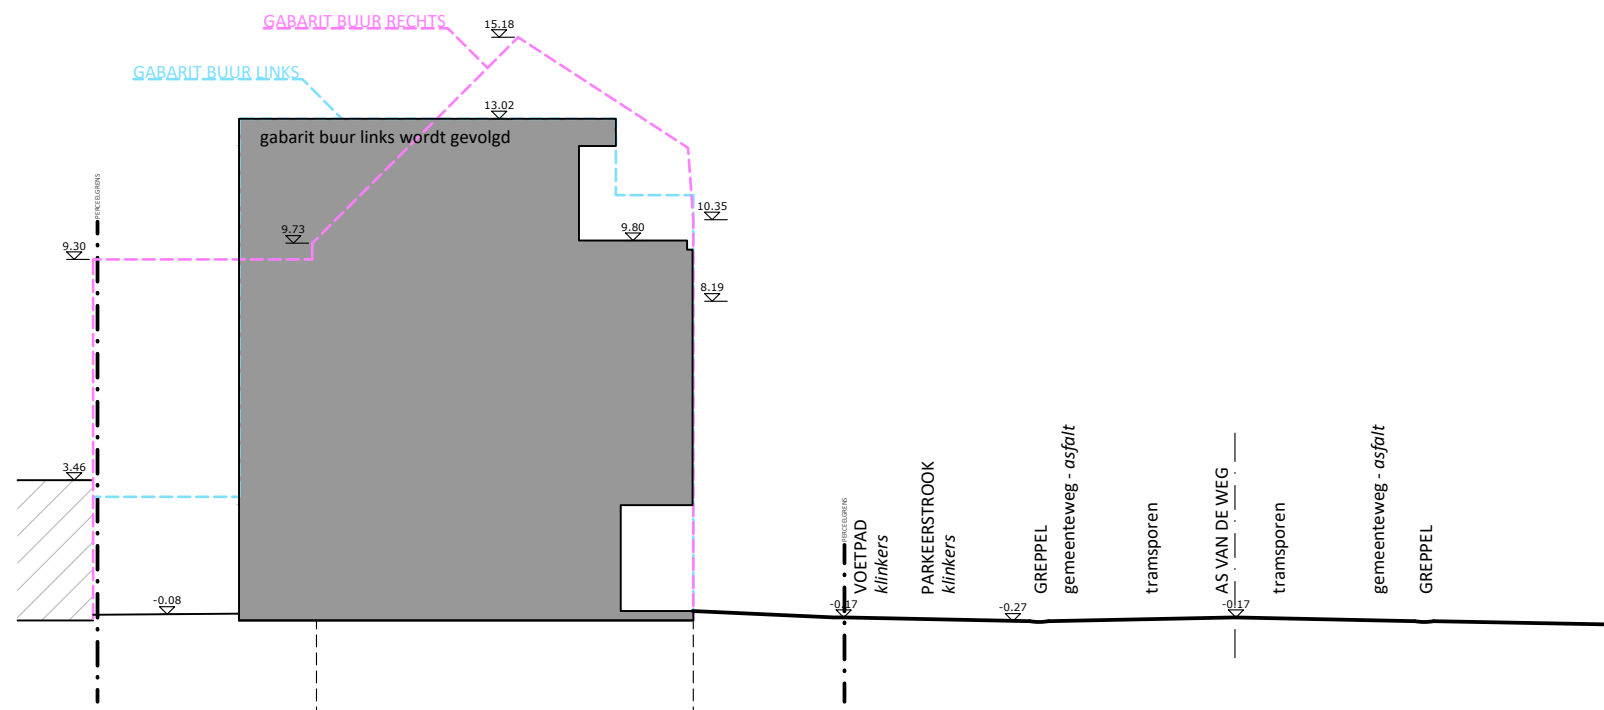 GABARIT BUUR RECHTS
15.18
GABARIT BUUR LINKS
13.02
gabarit buur links wordt gevolgd
PERCEELGRENS
10.35
9.80
9.73
9.30
8.19
3.46
PERCEELGRENS
VOETPAD
klinkers
PARKEERSTROOK
klinkers
GREPPEL
gemeenteweg - asfalt
tramsporen
AS VAN DE WEG
tramsporen
gemeenteweg - asfalt
GREPPEL
-0.08
-0.17
-0.27
-0.17